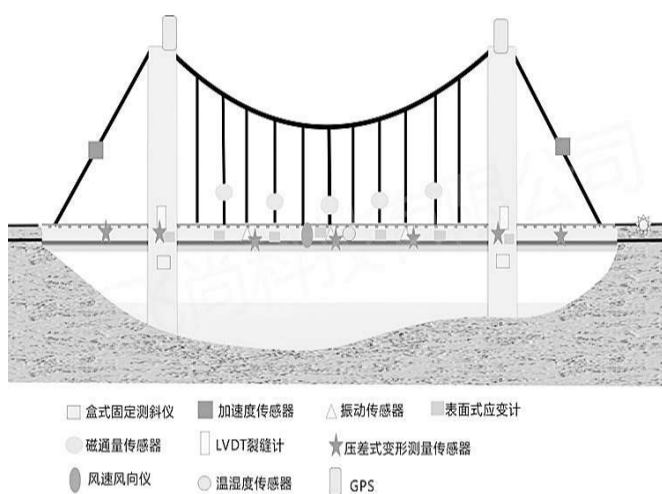 盒式固定测斜仪 加速度传感器 振动传感器 表面式应变计
磁通量传感器 LVDT裂缝计 压差式变形测量传感器
风速风向仪 温湿度传感器 GPS